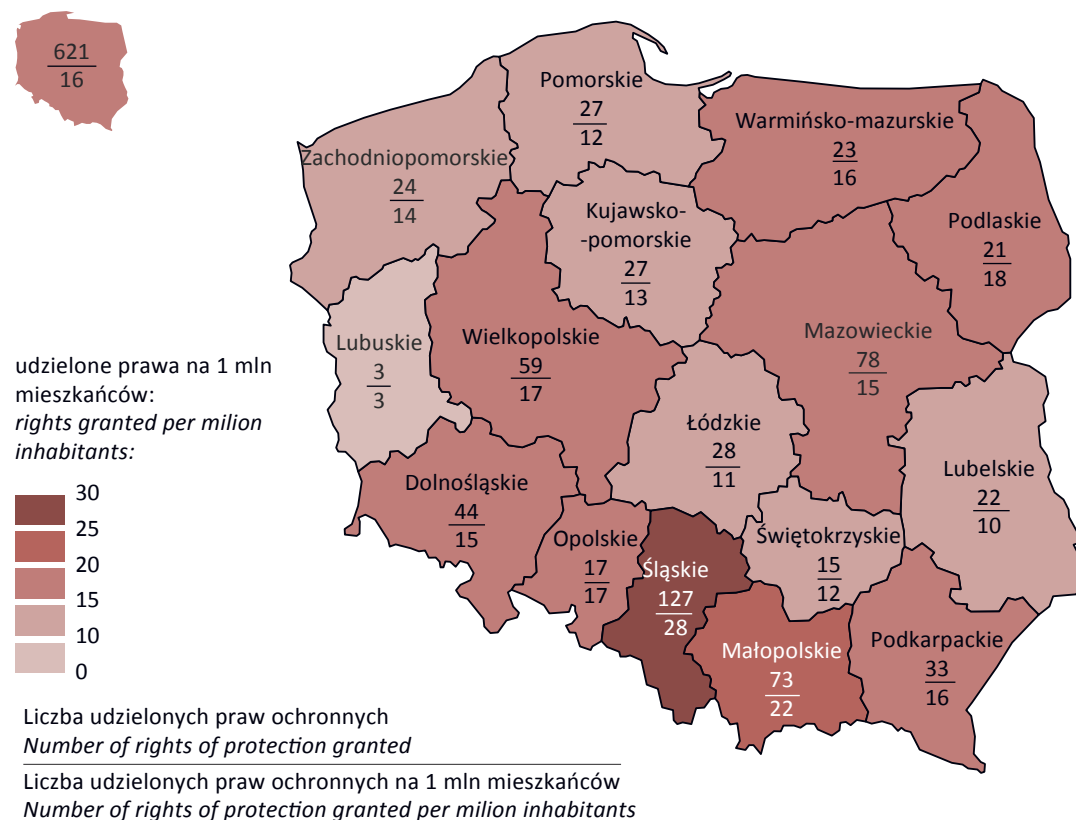 621
16
Pomorskie
27
12
Warmińsko-mazurskie
23
16
Zachodniopomorskie
24
14
Kujawsko-
-pomorskie
27
13
Podlaskie
21
18
Lubuskie
3
3
Wielkopolskie
59
17
Mazowieckie
78
15
udzielone prawa na 1 mln
mieszkańców:
rights granted per milion
inhabitants:
30
25
20
15
10
0
Łódzkie
28
11
Lubelskie
22
10
Dolnośląskie
44
15
Opolskie
17
17
Śląskie
127
28
Świętokrzyskie
15
12
Małopolskie
73
22
Podkarpackie
33
16
Liczba udzielonych praw ochronnych
Number of rights of protection granted
Liczba udzielonych praw ochronnych na 1 mln mieszkańców
Number of rights of protection granted per milion inhabitants